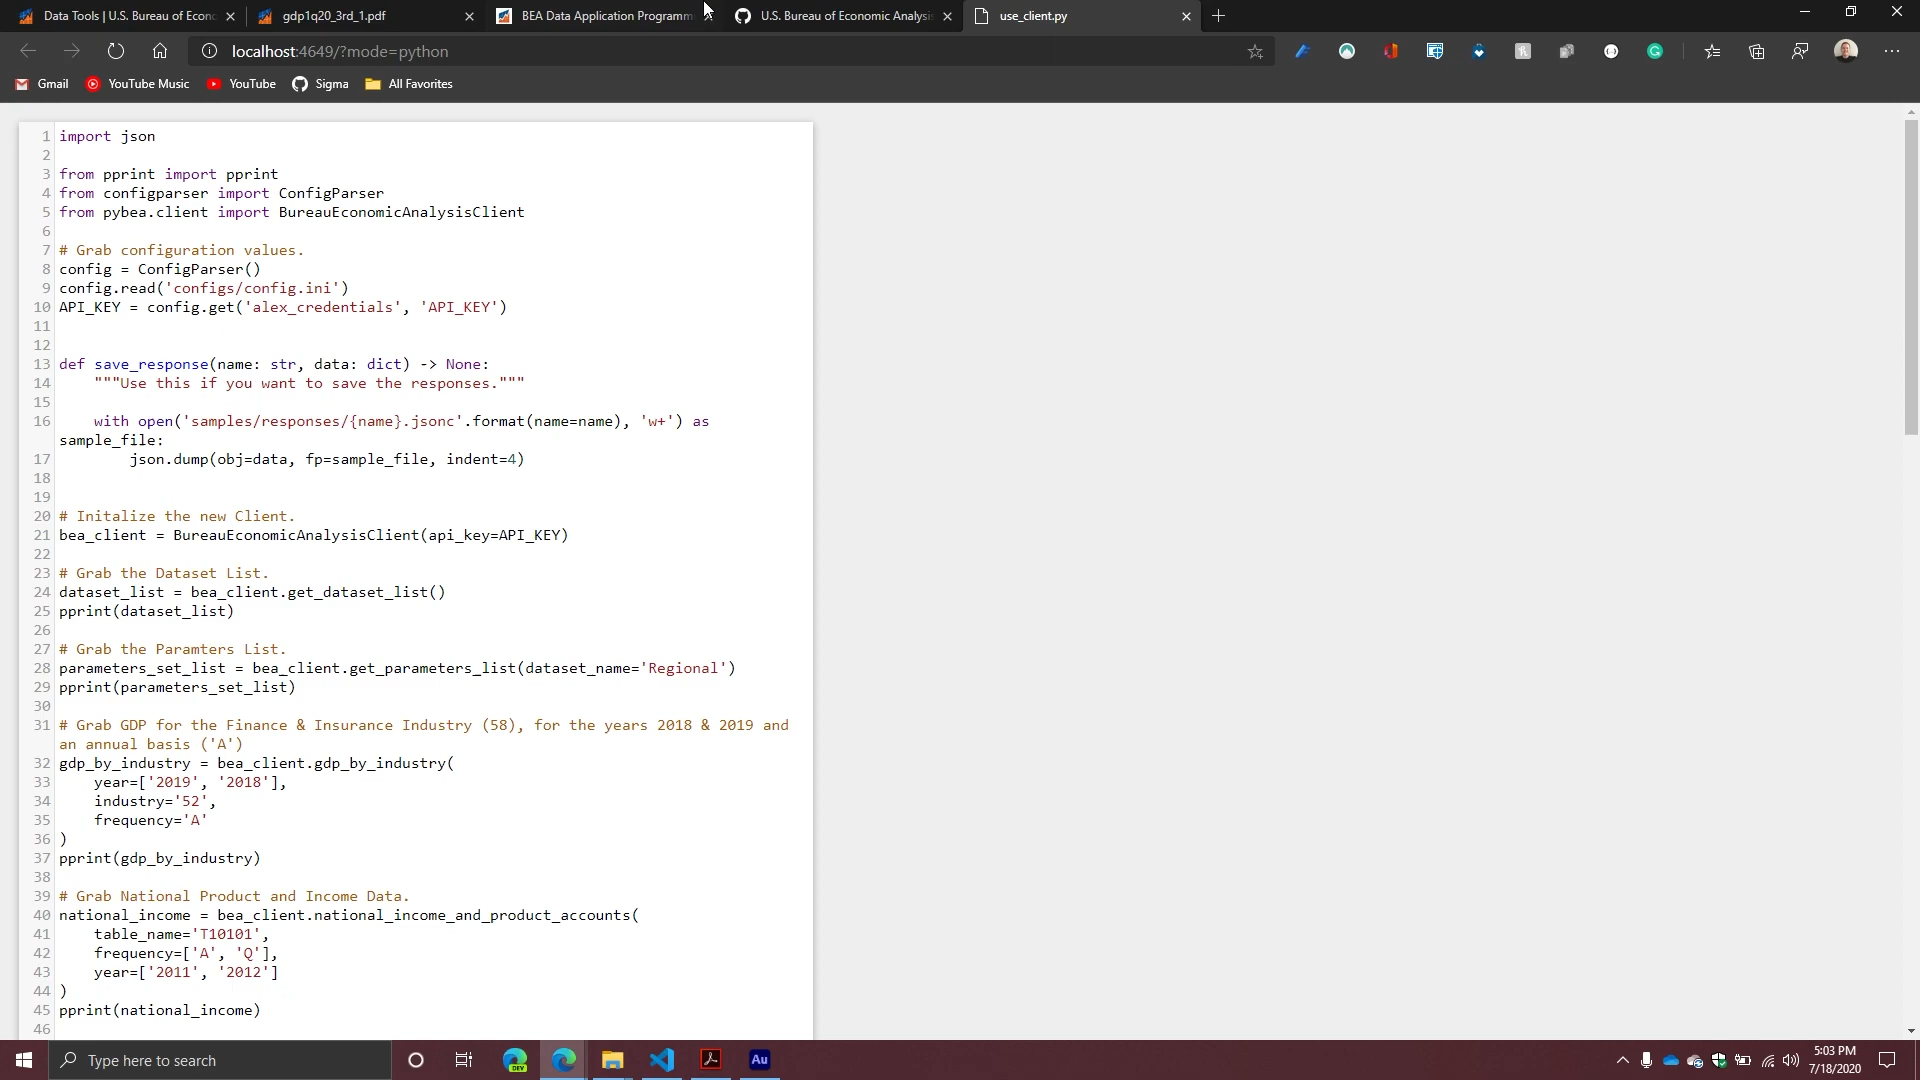 Data Tools | U.S. Bureau of Econo
gdp1q20_3rd_1.pdf
BEA Data Application Programm
U.S. Bureau of Economic Analysis
use_client.py
localhost:4649/?mode=python
Gmail
YouTube Music
YouTube
Sigma
All Favorites
1 import json
2
3 from pprint import pprint
4 from configparser import ConfigParser
5 from pybea.client import BureauEconomicAnalysisClient
6
7 # Grab configuration values.
8 config = ConfigParser()
9 config.read('configs/config.ini')
10 API_KEY = config.get('alex_credentials', 'API_KEY')
11
12
13 def save_response(name: str, data: dict) -> None:
14     """Use this if you want to save the responses."""
15
16     with open('samples/responses/{name}.jsonc'.format(name=name), 'w+') as
sample_file:
17         json.dump(obj=data, fp=sample_file, indent=4)
18
19
20 # Initalize the new Client.
21 bea_client = BureauEconomicAnalysisClient(api_key=API_KEY)
22
23 # Grab the Dataset List.
24 dataset_list = bea_client.get_dataset_list()
25 pprint(dataset_list)
26
27 # Grab the Paramters List.
28 parameters_set_list = bea_client.get_parameters_list(dataset_name='Regional')
29 pprint(parameters_set_list)
30
31 # Grab GDP for the Finance & Insurance Industry (58), for the years 2018 & 2019 and
an annual basis ('A')
32 gdp_by_industry = bea_client.gdp_by_industry(
33     year=['2019', '2018'],
34     industry='52',
35     frequency='A'
36 )
37 pprint(gdp_by_industry)
38
39 # Grab National Product and Income Data.
40 national_income = bea_client.national_income_and_product_accounts(
41     table_name='T10101',
42     frequency=['A', 'Q'],
43     year=['2011', '2012']
44 )
45 pprint(national_income)
46
Type here to search
DEV
Au
5:03 PM
7/18/2020